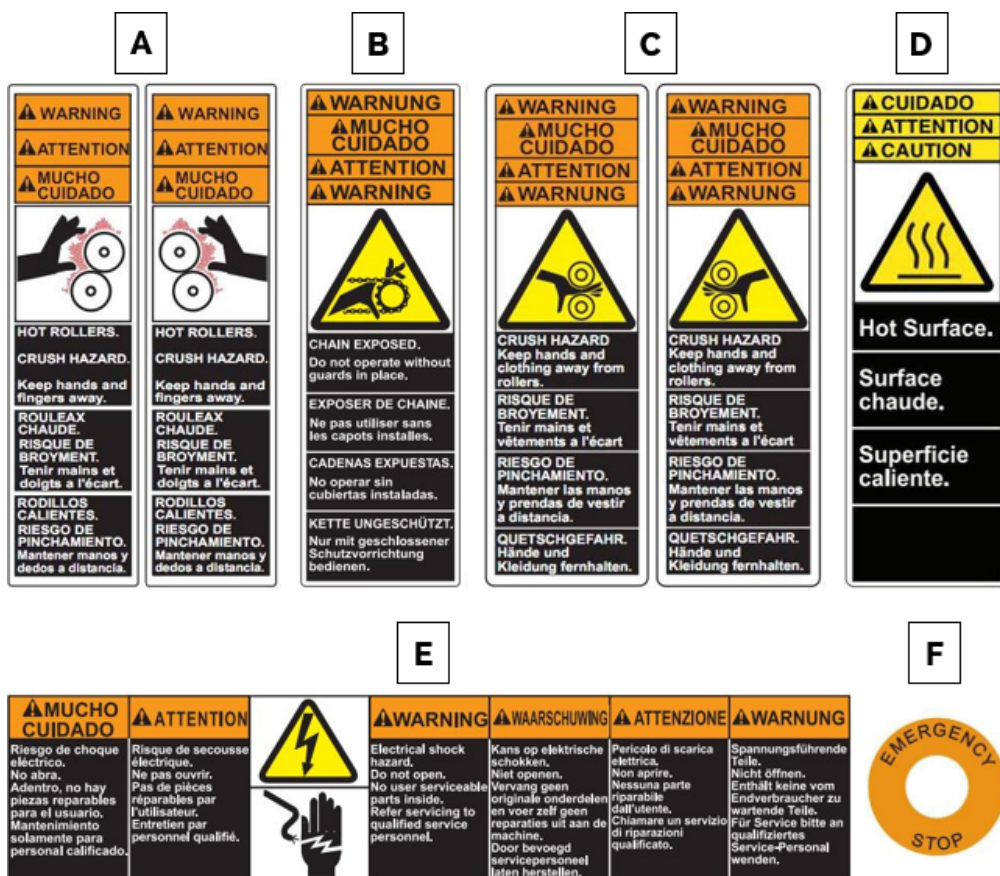 A
B
C
D
WARNING
ATTENTION
MUCHO
CUIDADO
HOT ROLLERS.
CRUSH HAZARD.
Keep hands and
fingers away.
ROULEAX
CHAUDE.
RISQUE DE
BROYMENT.
Tenir mains et
doigts a l'écart.
RODILLOS
CALIENTES.
RIESGO DE
PINCHAMIENTO.
Mantener manos y
dedos a distancia.
WARNING
ATTENTION
MUCHO
CUIDADO
HOT ROLLERS.
CRUSH HAZARD.
Keep hands and
fingers away.
ROULEAX
CHAUDE.
RISQUE DE
BROYMENT.
Tenir mains et
doigts a l'écart.
RODILLOS
CALIENTES.
RIESGO DE
PINCHAMIENTO.
Mantener manos y
dedos a distancia.
WARNUNG
MUCHO
CUIDADO
ATTENTION
WARNING
CHAIN EXPOSED.
Do not operate without
guards in place.
EXPOSER DE CHAINE.
Ne pas utiliser sans
les capots installes.
CADENAS EXPUESTAS.
No operar sin
cubiertas instaladas.
KETTE UNGESCHÜTZT.
Nur mit geschlossener
Schutzvorrichtung
bedienen.
WARNING
MUCHO
CUIDADO
ATTENTION
WARNUNG
CRUSH HAZARD
Keep hands and
clothing away from
rollers.
RISQUE DE
BROYEMENT.
Tenir mains et
vêtements a l'écart
RIESGO DE
PINCHAMIENTO.
Mantener las manos
y prendas de vestir
a distancia.
QUETSCHGEFAHR.
Hände und
Kleidung fernhalten.
WARNING
MUCHO
CUIDADO
ATTENTION
WARNUNG
CRUSH HAZARD
Keep hands and
clothing away from
rollers.
RISQUE DE
BROYEMENT.
Tenir mains et
vêtements a l'écart
RIESGO DE
PINCHAMIENTO.
Mantener las manos
y prendas de vestir
a distancia.
QUETSCHGEFAHR.
Hände und
Kleidung fernhalten.
CUIDADO
ATTENTION
CAUTION
Hot Surface.
Surface
chaude.
Superficie
caliente.
E
F
MUCHO
CUIDADO
Riesgo de choque
eléctrico.
No abra.
Adentro, no hay
piezas reparables
para el usuario.
Mantenimiento
solamente para
personal calificado.
ATTENTION
Risque de secousse
électrique.
Ne pas ouvrir.
Pas de pièces
réparables par
l'utilisateur.
Entretien par
personnel qualifié.
WARNING
Electrical shock
hazard.
Do not open.
No user serviceable
parts inside.
Refer servicing to
qualified service
personnel.
WAARSCHUWING
Kans op elektrische
schokken.
Niet openen.
Vervang geen
originale onderdelen
en voer zelf geen
reparaties uit aan de
machine.
Door bevoegd
servicepersoneel
laten herstellen.
ATTENZIONE
Pericolo di scarica
elettrica.
Non aprire.
Nessuna parte
riparabile
dall'utente.
Chiamare un servizio
di riparazioni
qualificato.
WARNUNG
Spannungsführende
Teile.
Nicht öffnen.
Enthält keine vom
Endverbraucher zu
wartende Teile.
Für Service bitte an
qualifiziertes
Service-Personal
wenden.
EMERGENCY
STOP